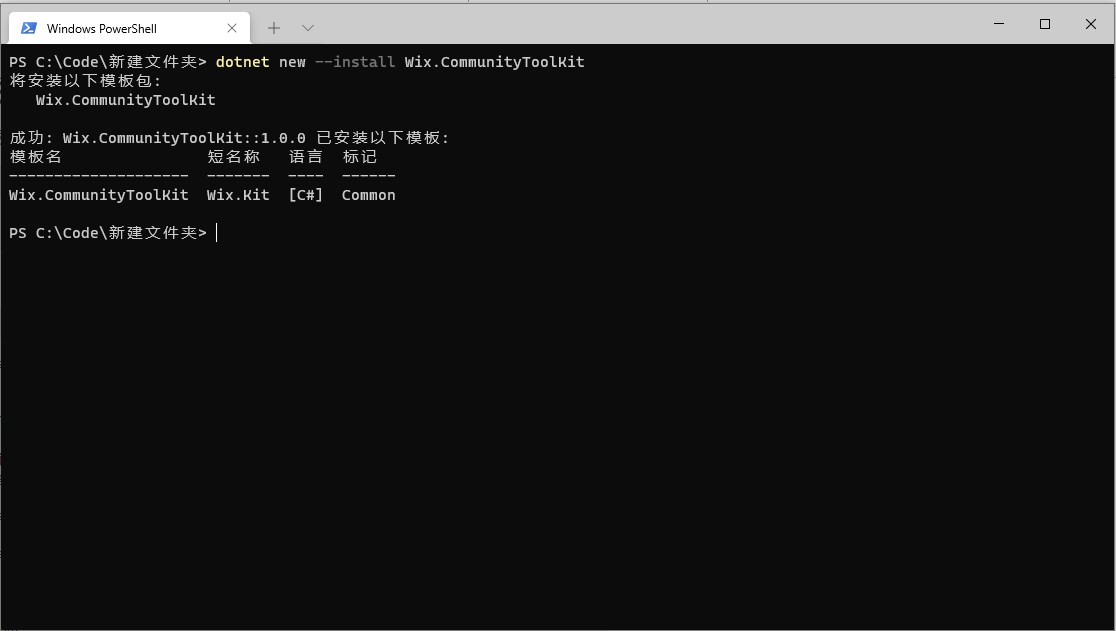 Windows PowerShell
PS C:\Code\新建文件夹> dotnet new --install Wix.CommunityToolKit
将安装以下模板包:
   Wix.CommunityToolKit
成功: Wix.CommunityToolKit::1.0.0 已安装以下模板:
模板名 短名称 语言 标记
-------------------- ------- ---- ------
Wix.CommunityToolKit Wix.Kit [C#] Common
PS C:\Code\新建文件夹>